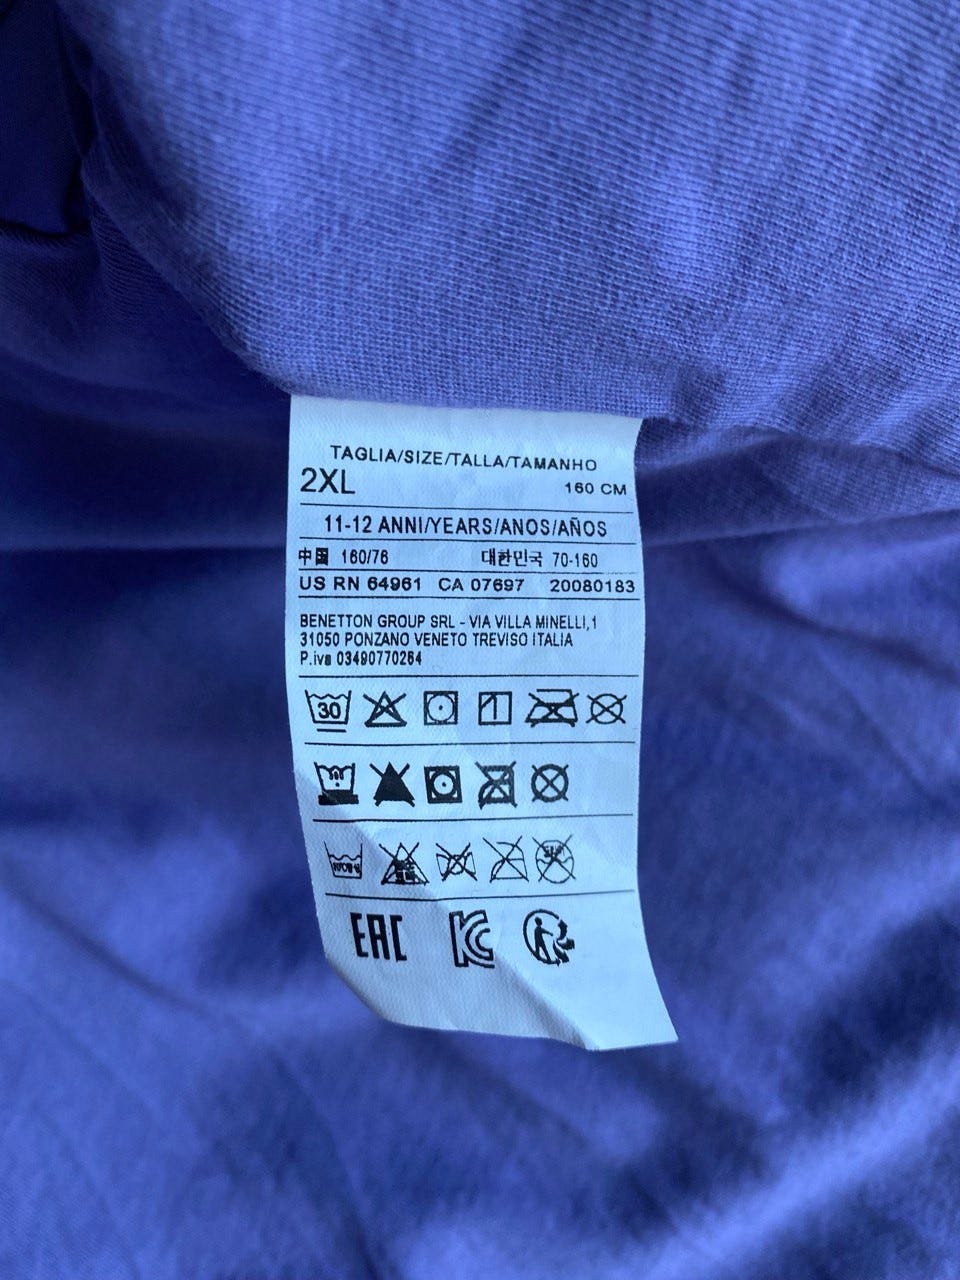 TAGLIA/SIZE/TALLA/TAMANHO
2XL 160 CM
11-12 ANNI/YEARS/ANOS/AÑOS
中国 160/76 대한민국 70-160
US RN 64961 CA 07697 20080183
BENETTON GROUP SRL - VIA VILLA MINELLI,1
31050 PONZANO VENETO TREVISO ITALIA
P.iva 03490770264
30
EAC KC